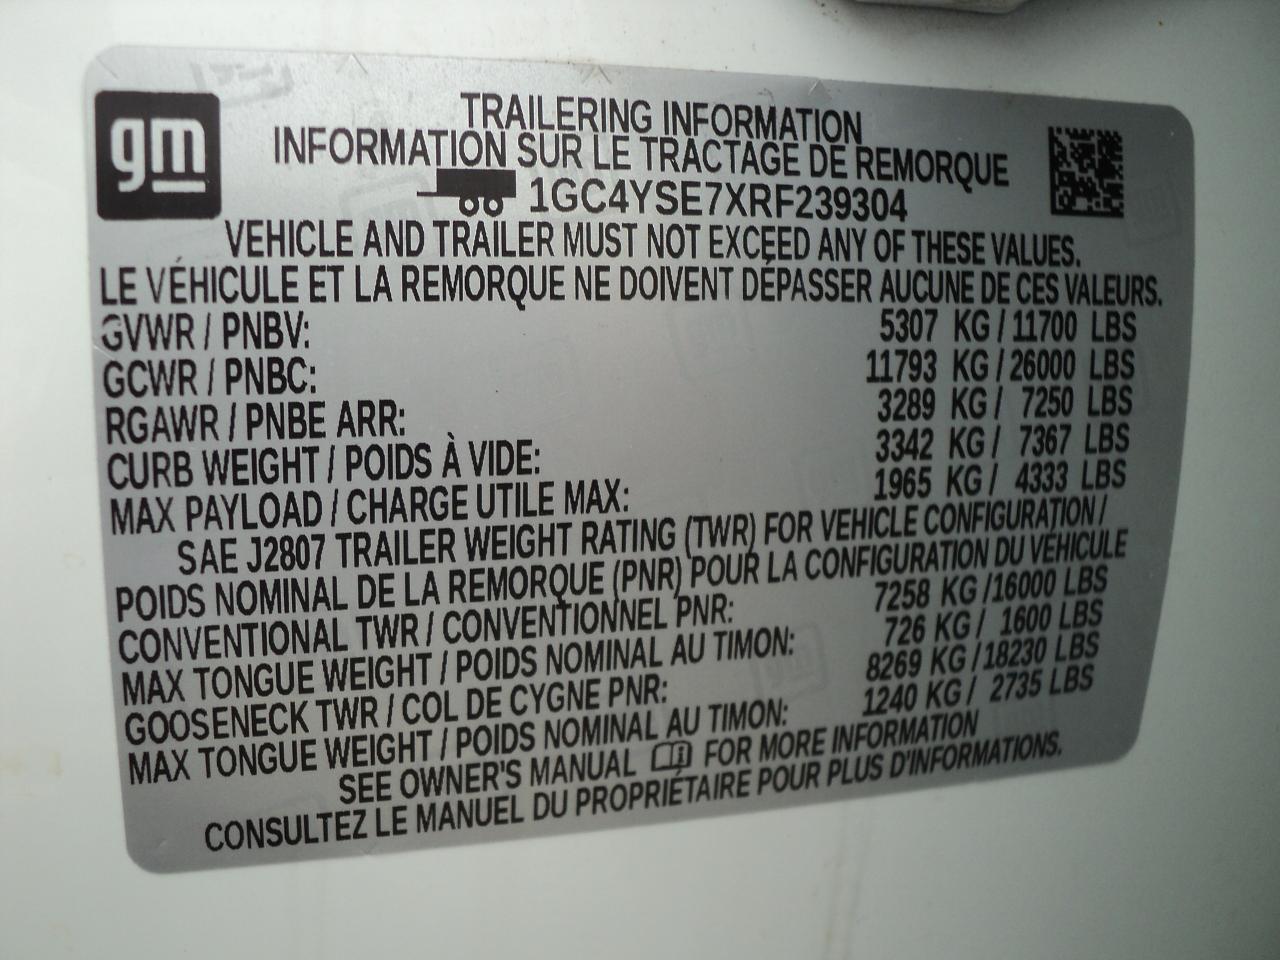 gm
TRAILERING INFORMATION
INFORMATION SUR LE TRACTAGE DE REMORQUE
1GC4YSE7XRF239304
VEHICLE AND TRAILER MUST NOT EXCEED ANY OF THESE VALUES.
LE VÉHICULE ET LA REMORQUE NE DOIVENT DÉPASSER AUCUNE DE CES VALEURS.
GVWR / PNBV: 5307 KG / 11700 LBS
GCWR / PNBC: 11793 KG / 26000 LBS
RGAWR / PNBE ARR: 3289 KG / 7250 LBS
CURB WEIGHT / POIDS À VIDE: 3342 KG / 7367 LBS
MAX PAYLOAD / CHARGE UTILE MAX: 1965 KG / 4333 LBS
SAE J2807 TRAILER WEIGHT RATING (TWR) FOR VEHICLE CONFIGURATION /
POIDS NOMINAL DE LA REMORQUE (PNR) POUR LA CONFIGURATION DU VÉHICULE
CONVENTIONAL TWR / CONVENTIONNEL PNR: 7258 KG / 16000 LBS
MAX TONGUE WEIGHT / POIDS NOMINAL AU TIMON: 726 KG / 1600 LBS
GOOSENECK TWR / COL DE CYGNE PNR: 8269 KG / 18230 LBS
MAX TONGUE WEIGHT / POIDS NOMINAL AU TIMON: 1240 KG / 2735 LBS
SEE OWNER'S MANUAL FOR MORE INFORMATION
CONSULTEZ LE MANUEL DU PROPRIÉTAIRE POUR PLUS D'INFORMATIONS.